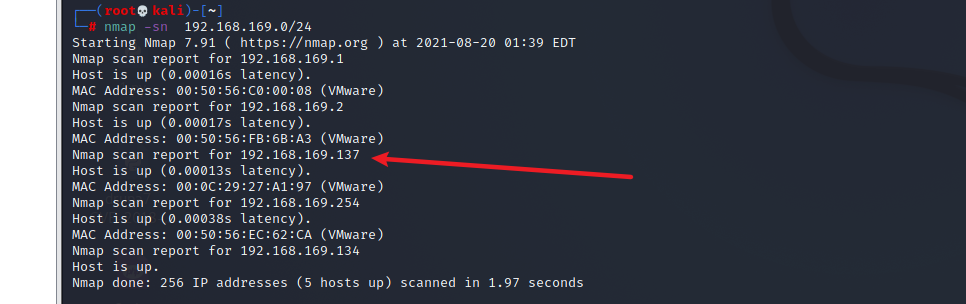 ┌──(root💀kali)-[~]
└─# nmap -sn  192.168.169.0/24
Starting Nmap 7.91 ( https://nmap.org ) at 2021-08-20 01:39 EDT
Nmap scan report for 192.168.169.1
Host is up (0.00016s latency).
MAC Address: 00:50:56:C0:00:08 (VMware)
Nmap scan report for 192.168.169.2
Host is up (0.00017s latency).
MAC Address: 00:50:56:FB:6B:A3 (VMware)
Nmap scan report for 192.168.169.137
Host is up (0.00013s latency).
MAC Address: 00:0C:29:27:A1:97 (VMware)
Nmap scan report for 192.168.169.254
Host is up (0.00038s latency).
MAC Address: 00:50:56:EC:62:CA (VMware)
Nmap scan report for 192.168.169.134
Host is up.
Nmap done: 256 IP addresses (5 hosts up) scanned in 1.97 seconds